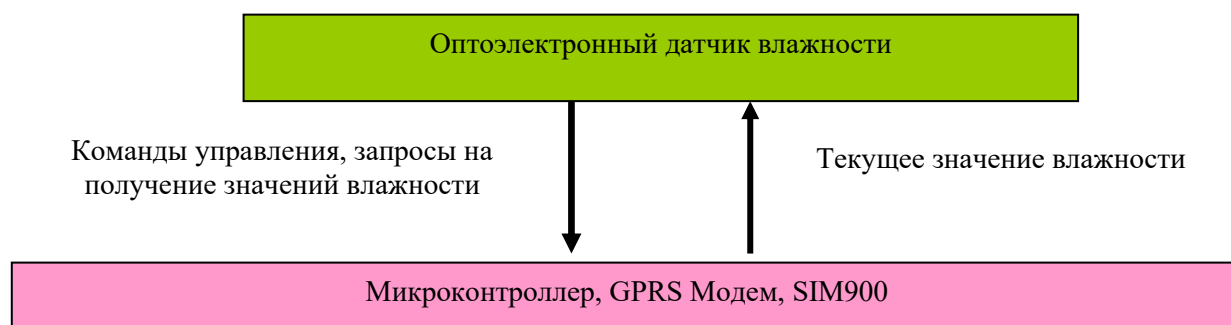 Оптоэлектронный датчик влажности
Команды управления, запросы на
получение значений влажности
Текущее значение влажности
Микроконтроллер, GPRS Модем, SIM900